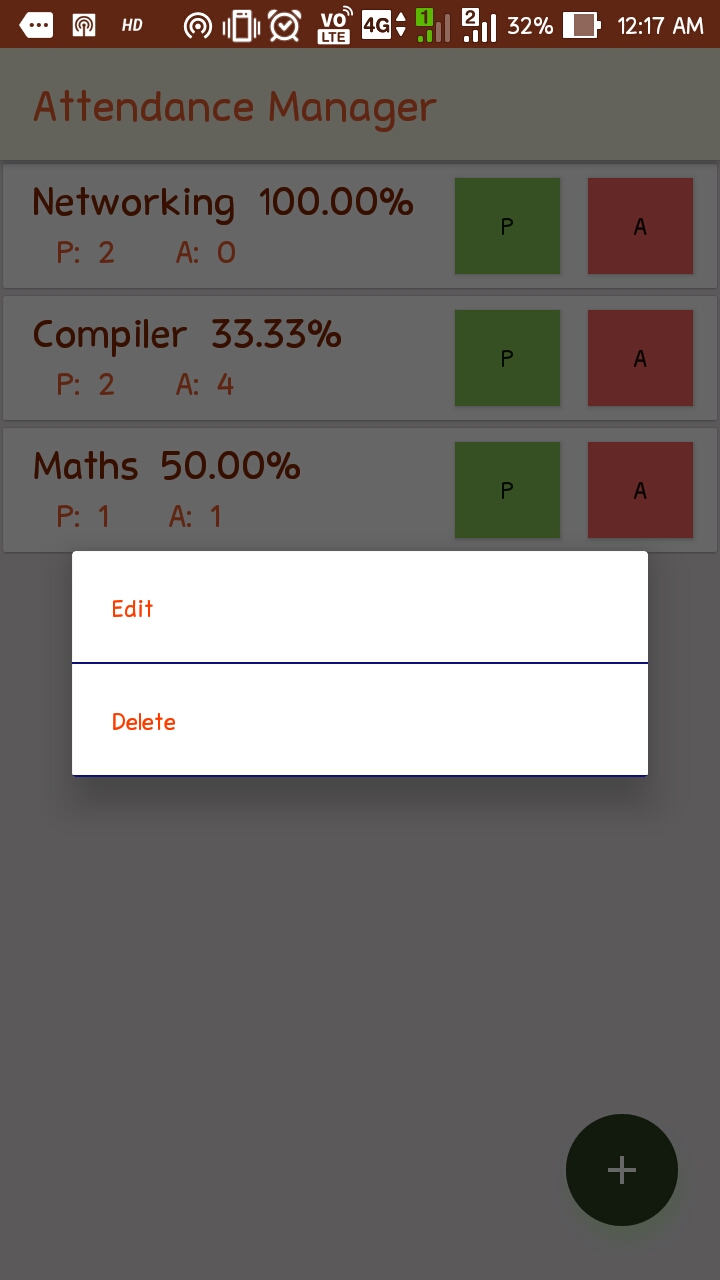 HD VO LTE 4G 1 2 32% 12:17 AM
Attendance Manager
Networking 100.00%
P: 2 A: 0
P A
Compiler 33.33%
P: 2 A: 4
P A
Maths 50.00%
P: 1 A: 1
P A
Edit
Delete
+